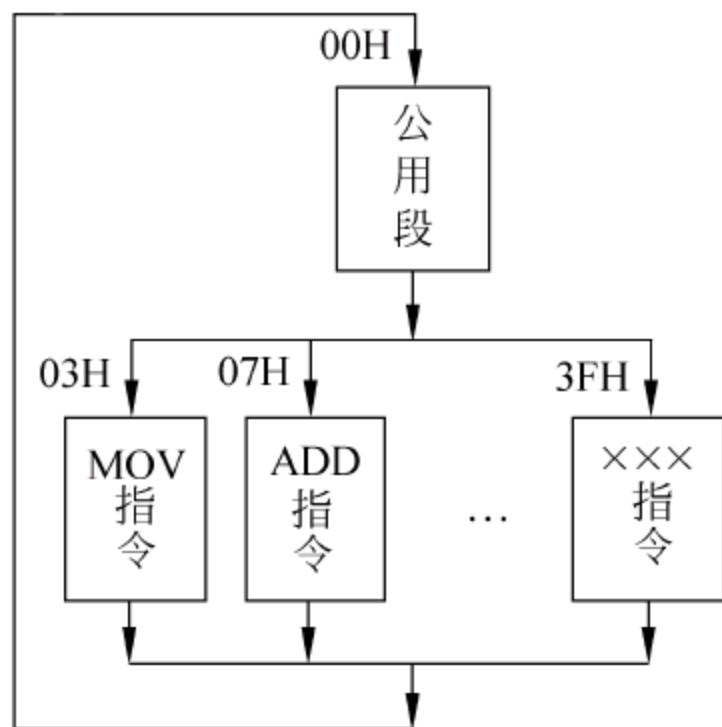 00H
公
用
段
03H
07H
3FH
MOV
指
令
ADD
指
令
…
×××
指
令